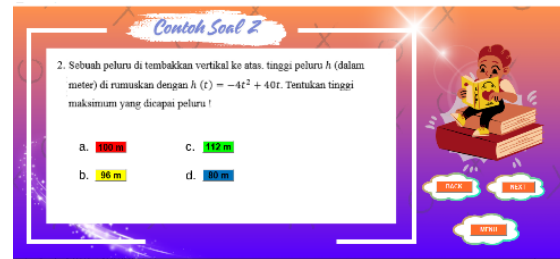 Contoh Soal 2
2. Sebuah peluru di tembakkan vertikal ke atas. tinggi peluru h (dalam
meter) di rumuskan dengan h (t) = −4t² + 40t. Tentukan tinggi
maksimum yang dicapai peluru !
a. 100 m
c. 112 m
b. 96 m
d. 80 m
BACK
NEXT
MENU